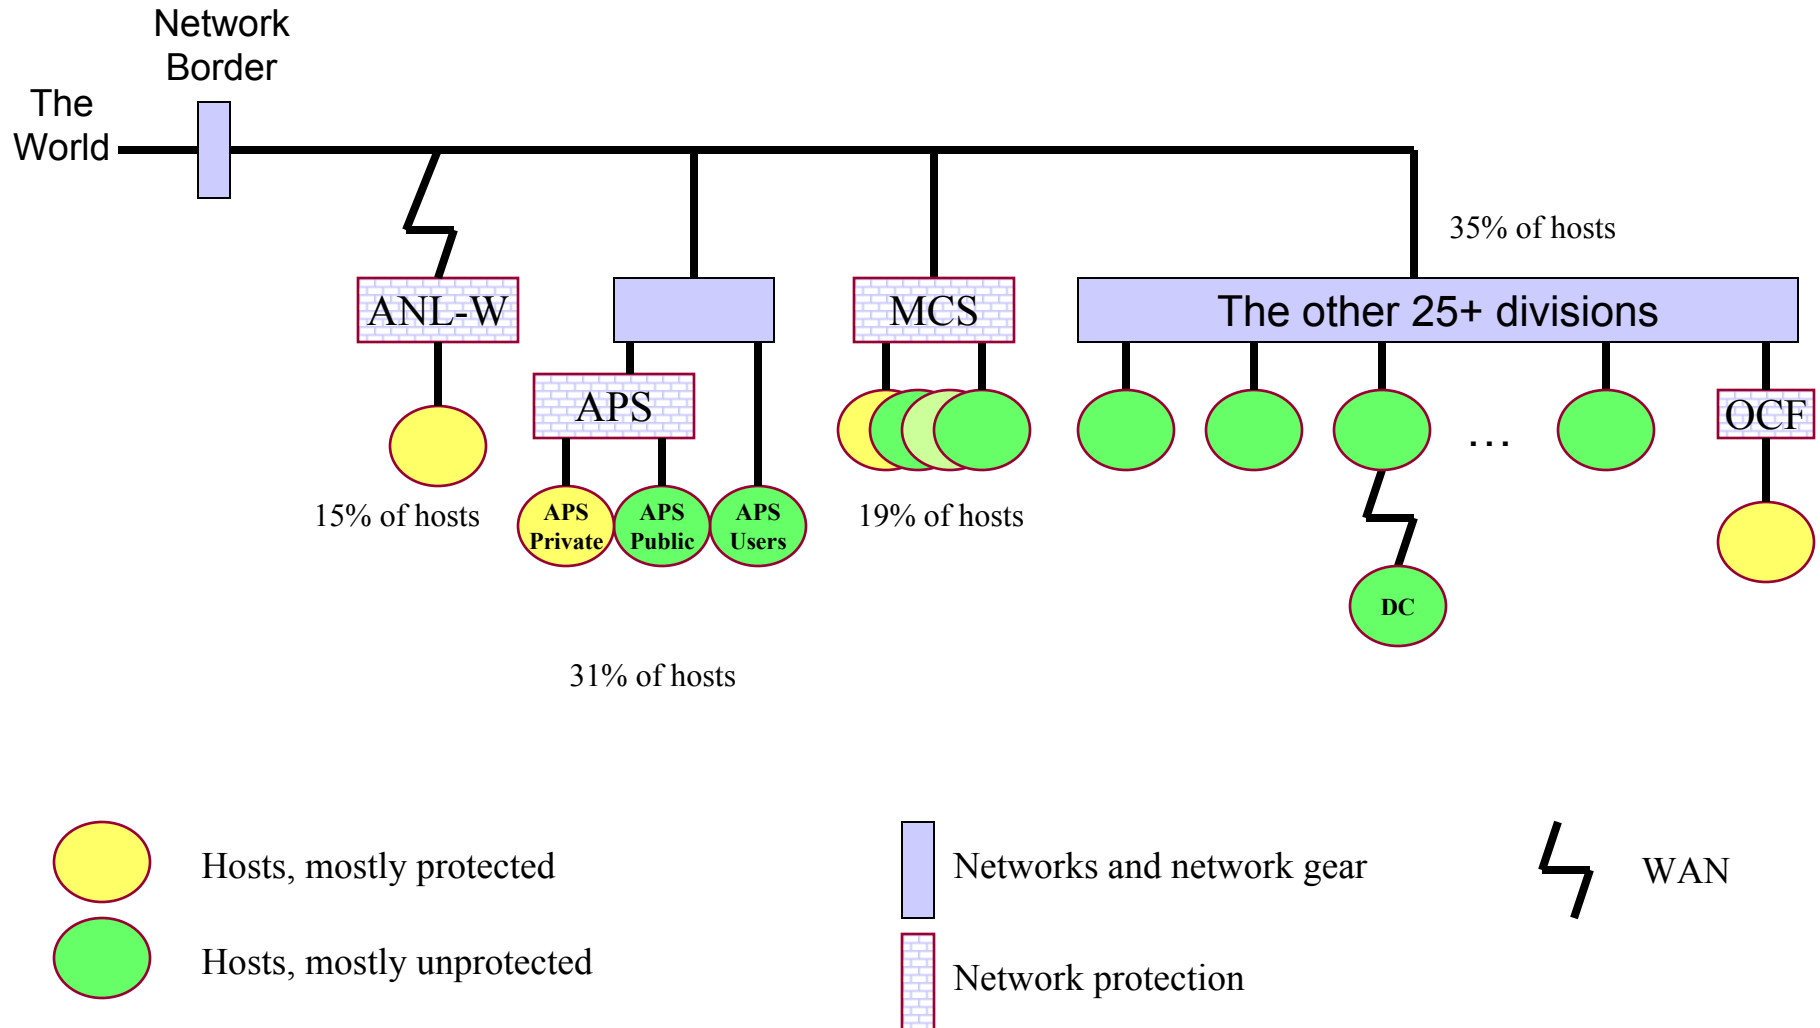 Network
Border
The
World
35% of hosts
ANL-W
MCS
The other 25+ divisions
APS
OCF
…
15% of hosts
APS
Private
APS
Public
APS
Users
19% of hosts
DC
31% of hosts
Hosts, mostly protected
Networks and network gear
WAN
Hosts, mostly unprotected
Network protection